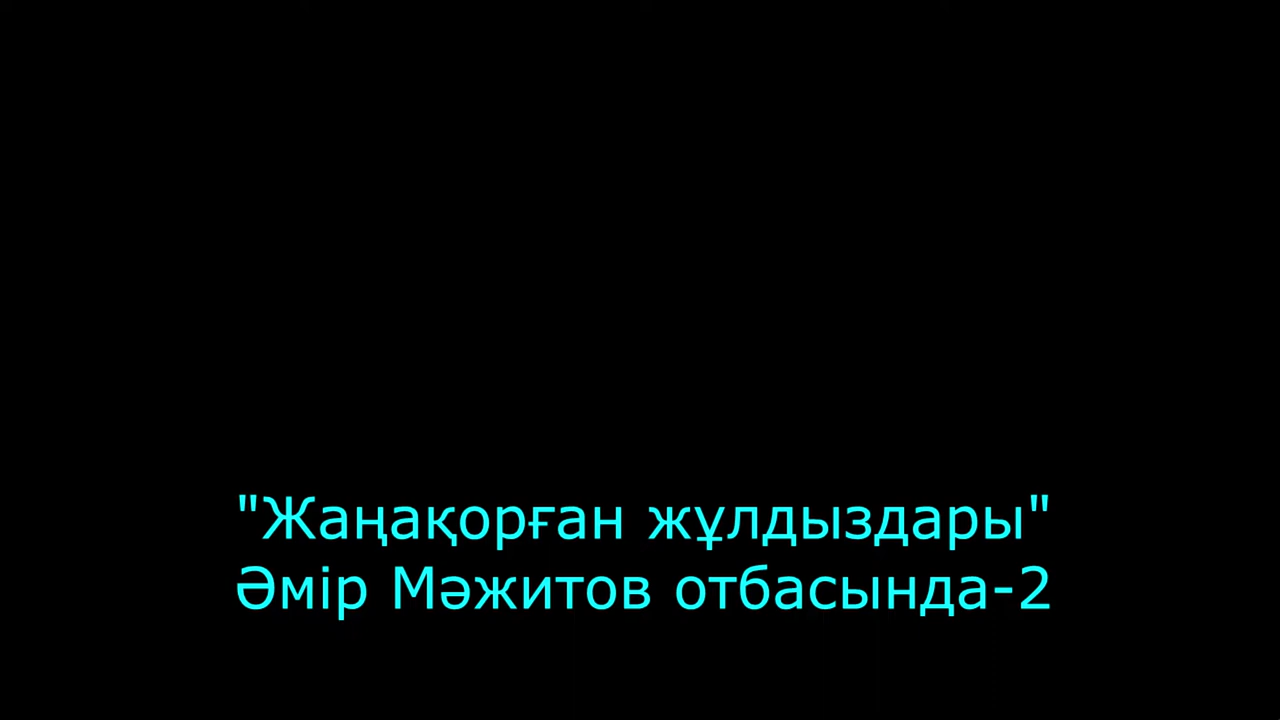 "Жаңақорған жұлдыздары"
Әмір Мәжитов отбасында-2